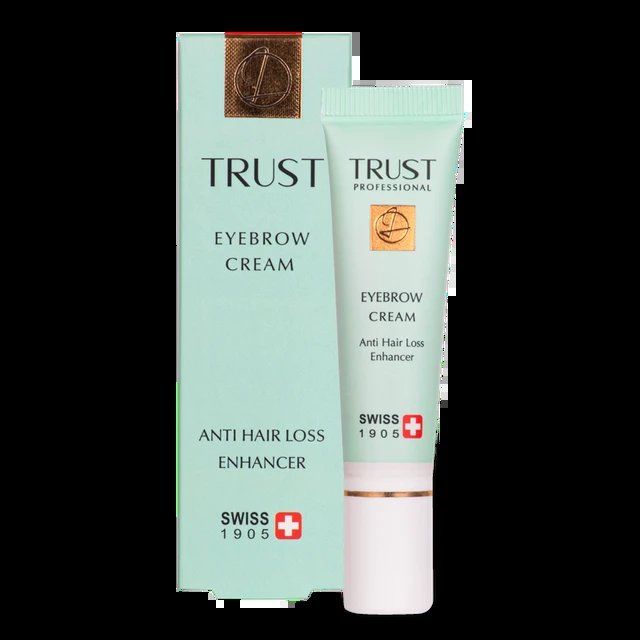 TRUST
EYEBROW
CREAM
ANTI HAIR LOSS
ENHANCER
SWISS
1905
TRUST
PROFESSIONAL
EYEBROW
CREAM
Anti Hair Loss
Enhancer
SWISS
1905